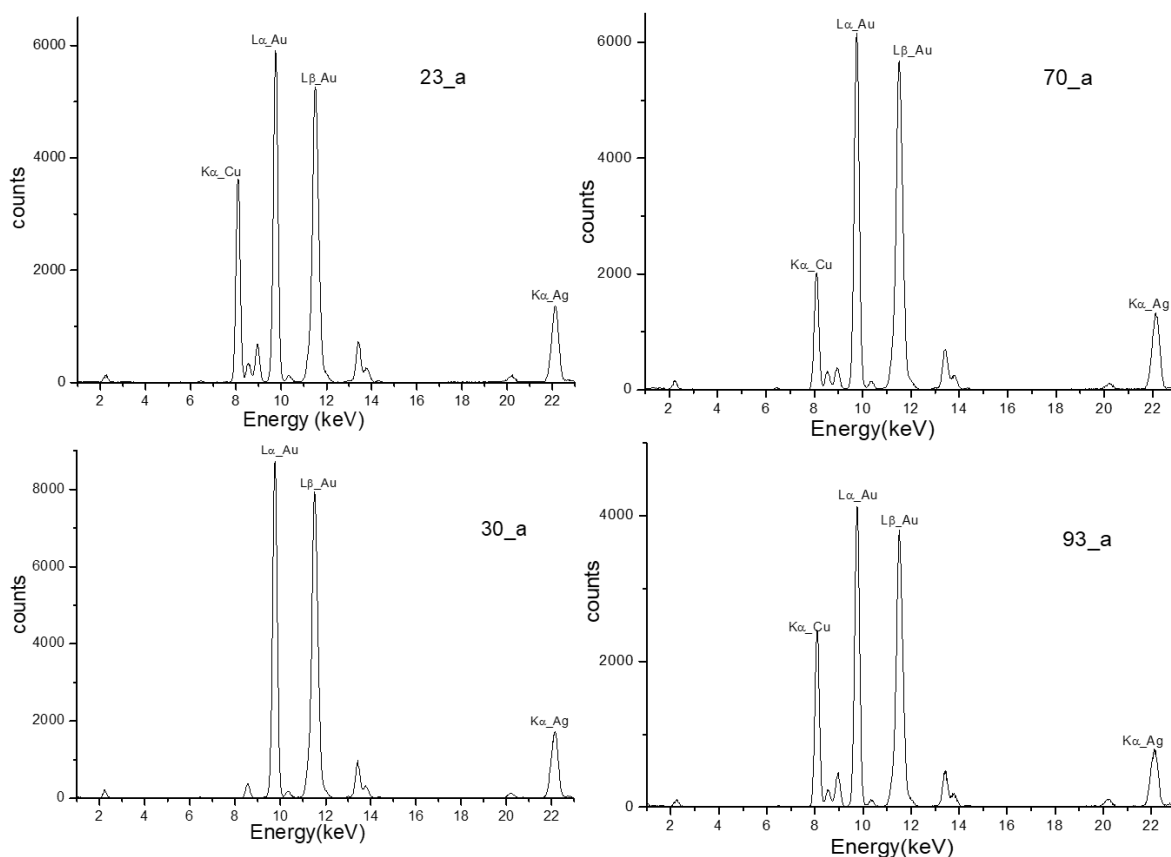 23_a
counts
6000
4000
2000
0
Kα_Cu
Lα_Au
Lβ_Au
Kα_Ag
2 4 6 8 10 12 14 16 18 20 22
Energy (keV)
70_a
counts
6000
4000
2000
0
Kα_Cu
Lα_Au
Lβ_Au
Kα_Ag
2 4 6 8 10 12 14 16 18 20 22
Energy(keV)
30_a
counts
8000
6000
4000
2000
0
Lα_Au
Lβ_Au
Kα_Ag
2 4 6 8 10 12 14 16 18 20 22
Energy(keV)
93_a
counts
4000
2000
0
Kα_Cu
Lα_Au
Lβ_Au
Kα_Ag
2 4 6 8 10 12 14 16 18 20 22
Energy(keV)